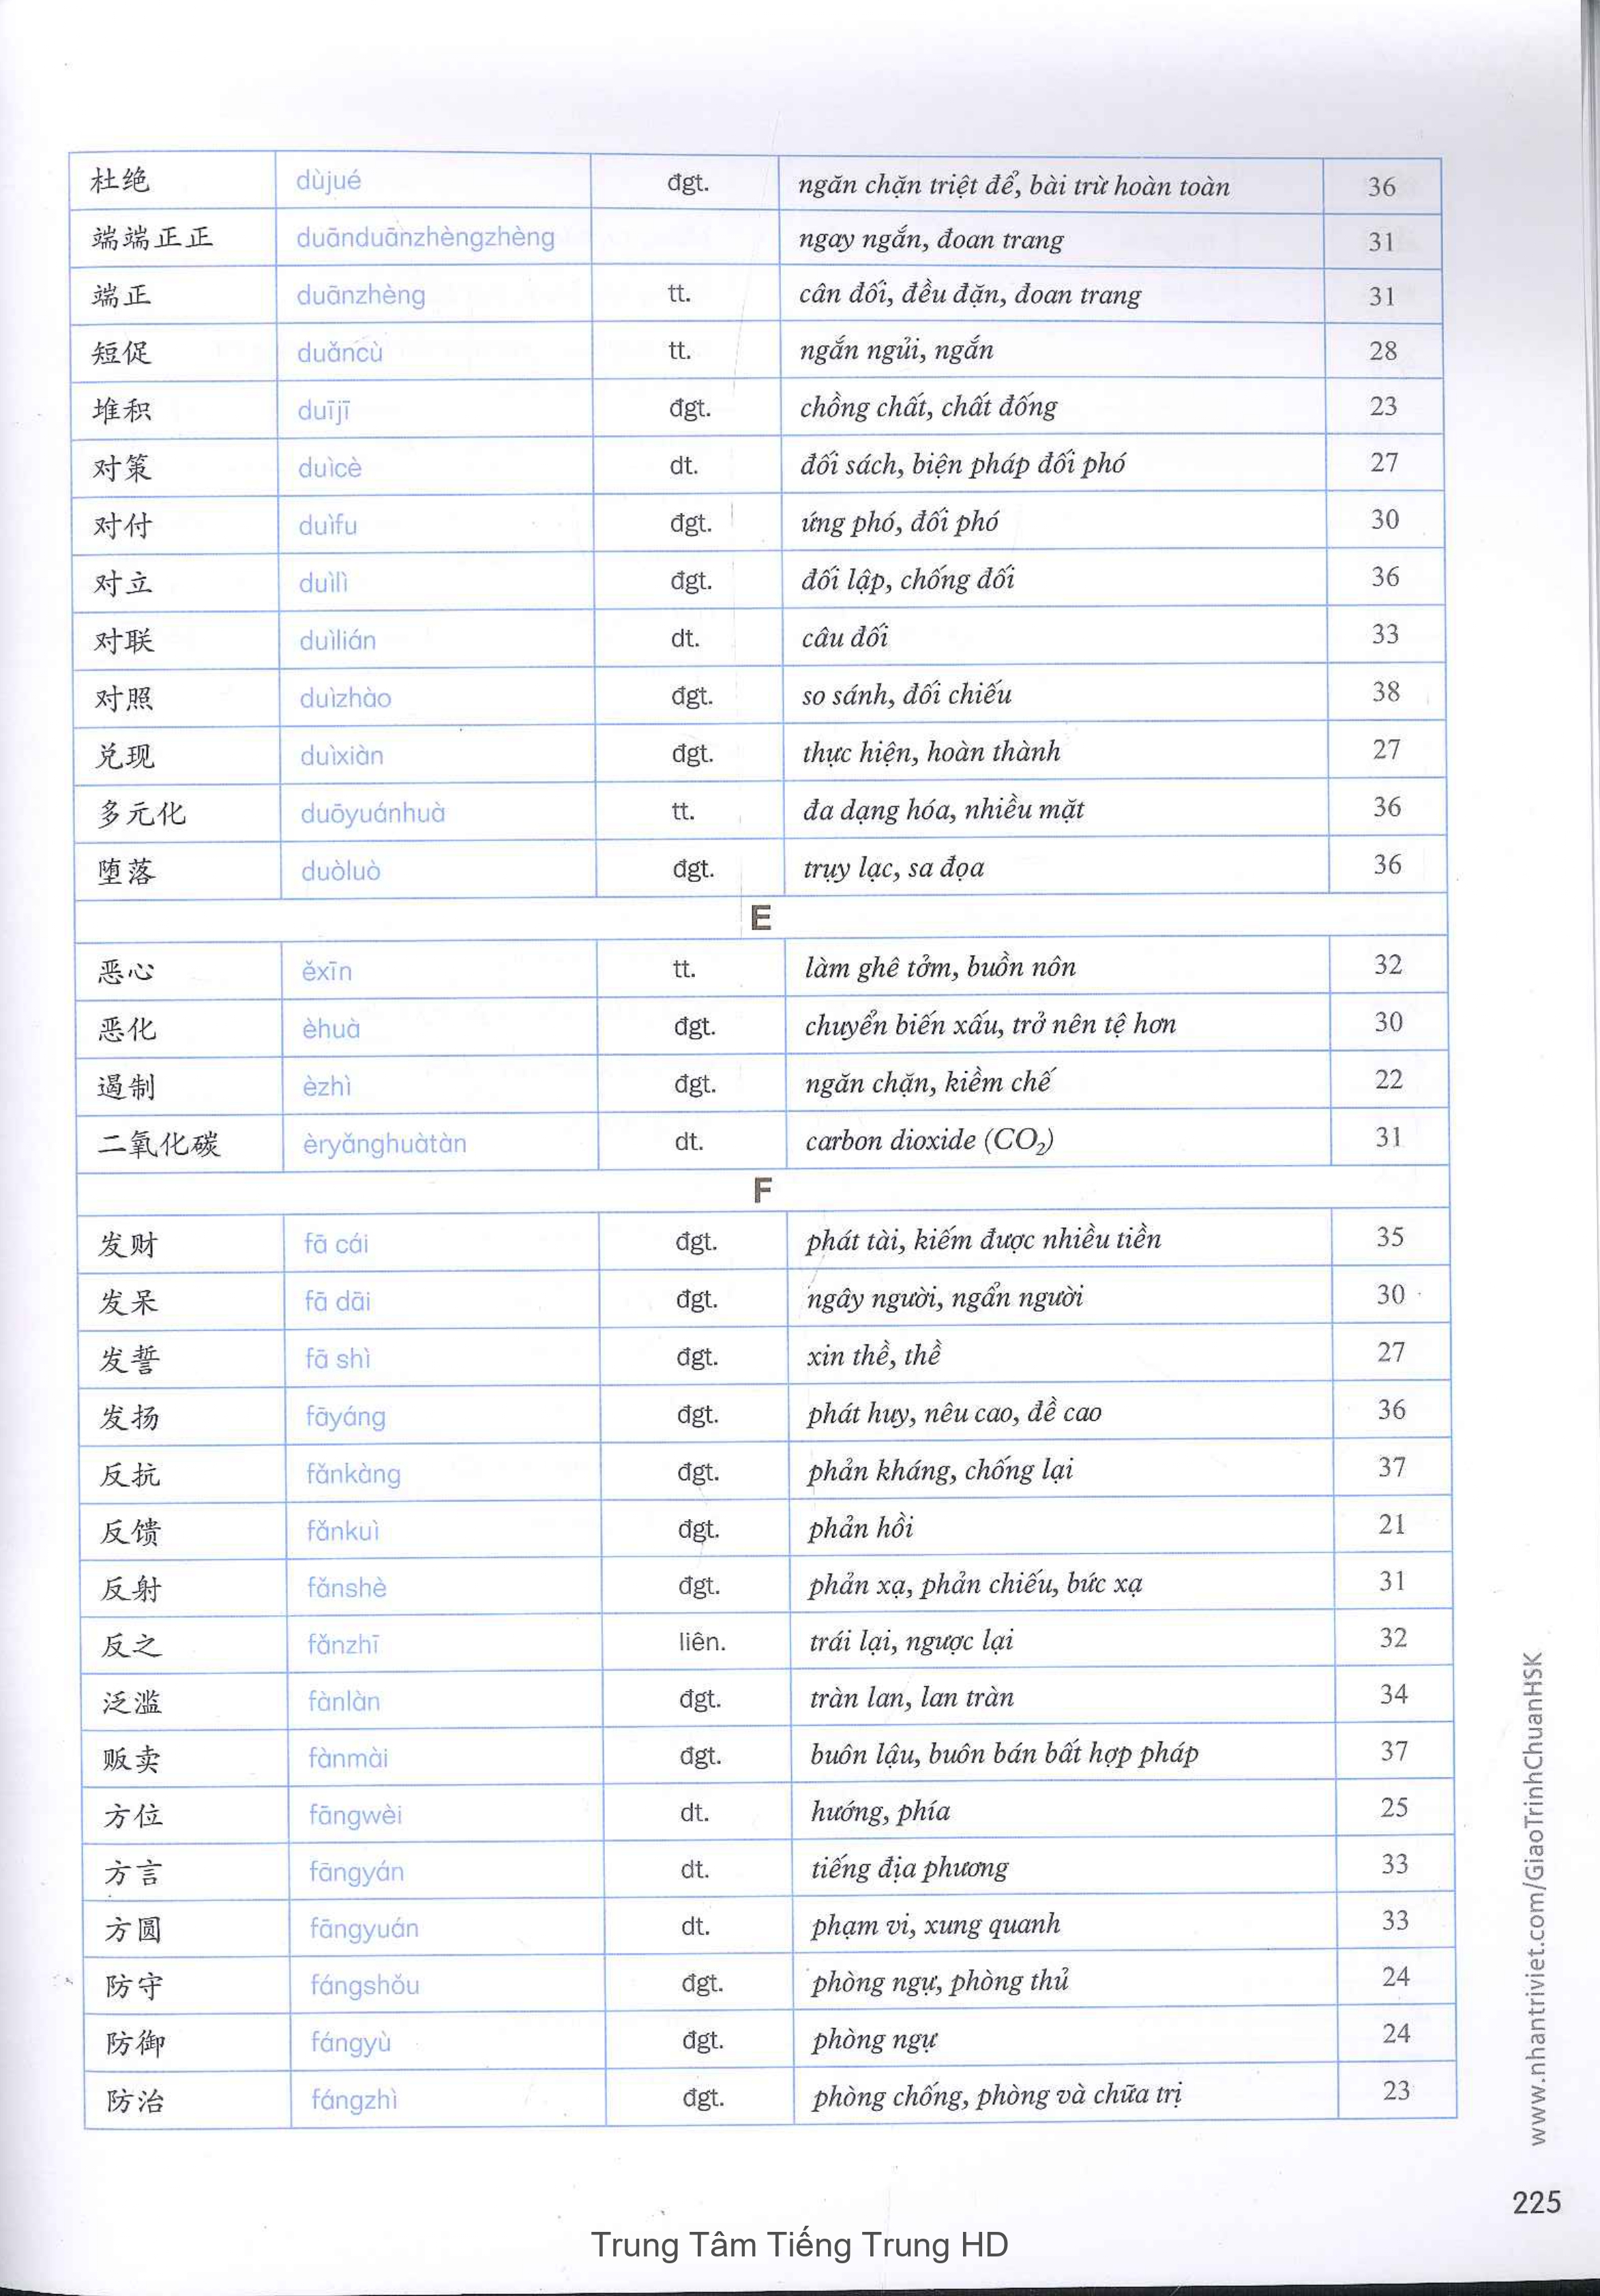 杜绝 dùjué đgt. ngăn chặn triệt để, bài trừ hoàn toàn 36
端端正正 duānduānzhèngzhèng ngay ngắn, đoan trang 31
端正 duānzhèng tt. cân đối, đều đặn, đoan trang 31
短促 duǎncù tt. ngắn ngủi, ngắn 28
堆积 duījī đgt. chồng chất, chất đống 23
对策 duìcè dt. đối sách, biện pháp đối phó 27
对付 duìfu đgt. ứng phó, đối phó 30
对立 duìlì đgt. đối lập, chống đối 36
对联 duìlián dt. câu đối 33
对照 duìzhào đgt. so sánh, đối chiếu 38
兑现 duìxiàn đgt. thực hiện, hoàn thành 27
多元化 duōyuánhuà tt. đa dạng hóa, nhiều mặt 36
堕落 duòluò đgt. trụy lạc, sa đọa 36
E
恶心 ěxīn tt. làm ghê tởm, buồn nôn 32
恶化 èhuà đgt. chuyển biến xấu, trở nên tệ hơn 30
遏制 èzhì đgt. ngăn chặn, kiềm chế 22
二氧化碳 èryǎnghuàtàn dt. carbon dioxide (CO₂) 31
F
发财 fā cái đgt. phát tài, kiếm được nhiều tiền 35
发呆 fā dāi đgt. ngây người, ngẩn người 30
发誓 fā shì đgt. xin thề, thề 27
发扬 fāyáng đgt. phát huy, nêu cao, đề cao 36
反抗 fǎnkàng đgt. phản kháng, chống lại 37
反馈 fǎnkuì đgt. phản hồi 21
反射 fǎnshè đgt. phản xạ, phản chiếu, bức xạ 31
反之 fǎnzhī liên. trái lại, ngược lại 32
泛滥 fànlàn đgt. tràn lan, lan tràn 34
贩卖 fànmài đgt. buôn lậu, buôn bán bất hợp pháp 37
方位 fāngwèi dt. hướng, phía 25
方言 fāngyán dt. tiếng địa phương 33
方圆 fāngyuán dt. phạm vi, xung quanh 33
防守 fángshǒu đgt. phòng ngự, phòng thủ 24
防御 fángyù đgt. phòng ngự 24
防治 fángzhì đgt. phòng chống, phòng và chữa trị 23
www.nhantriviet.com/GiaoTrinhChuanHSK
225
Trung Tâm Tiếng Trung HD